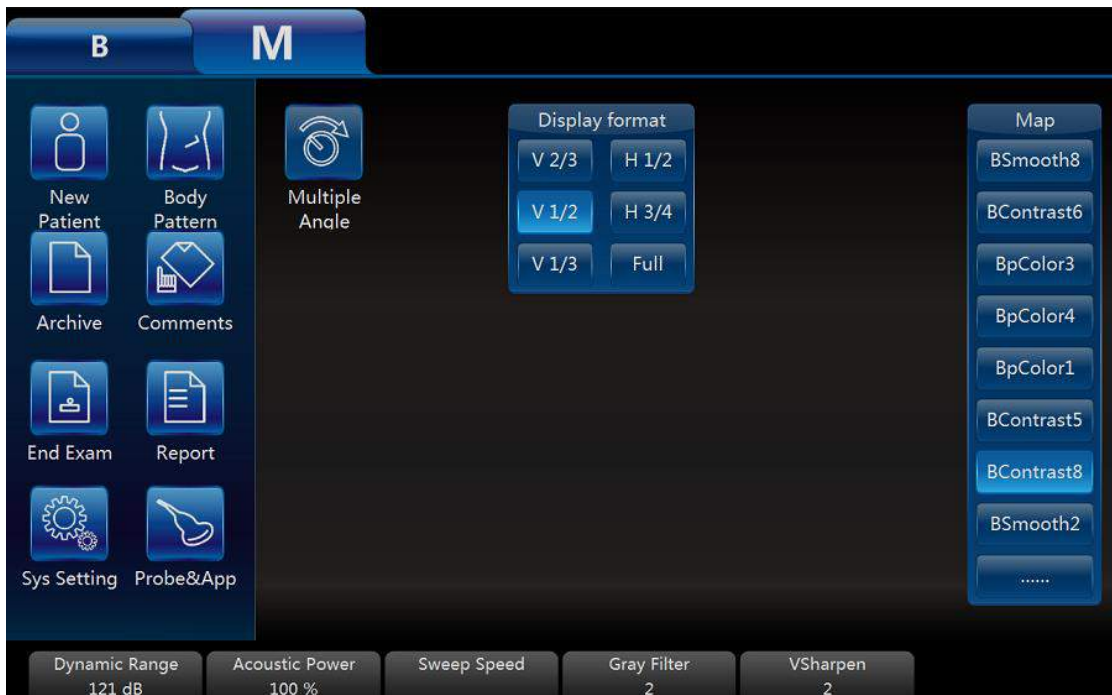 B
M
New
Patient
Body
Pattern
Archive
Comments
End Exam
Report
Sys Setting
Probe&App
Multiple
Angle
Display format
V 2/3
H 1/2
V 1/2
H 3/4
V 1/3
Full
Map
BSmooth8
BContrast6
BpColor3
BpColor4
BpColor1
BContrast5
BContrast8
BSmooth2
......
Dynamic Range
121 dB
Acoustic Power
100 %
Sweep Speed
Gray Filter
2
VSharpen
2